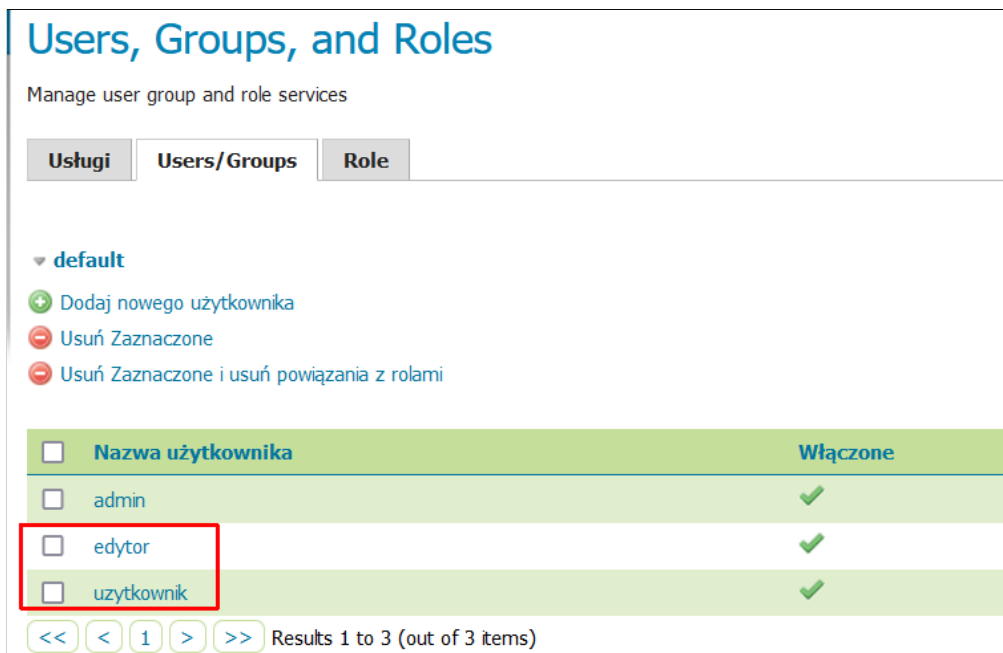 Users, Groups, and Roles
Manage user group and role services
Usługi Users/Groups Role
default
Dodaj nowego użytkownika
Usuń Zaznaczone
Usuń Zaznaczone i usuń powiązania z rolami
Nazwa użytkownika Włączone
admin
edytor
uzytkownik
<< < 1 > >> Results 1 to 3 (out of 3 items)